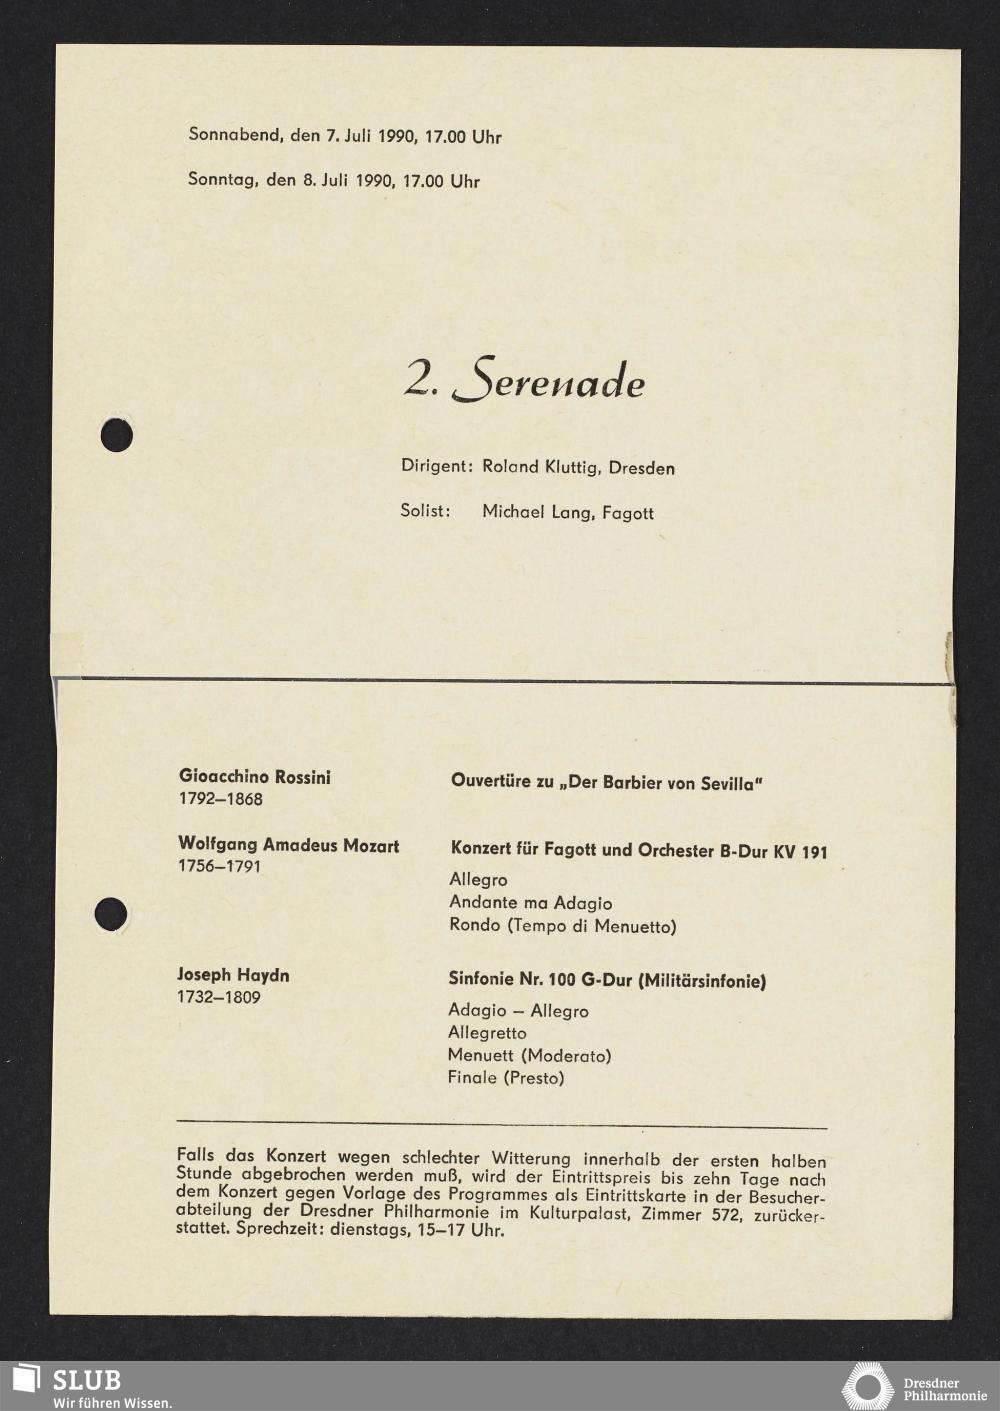 Sonnabend, den 7. Juli 1990, 17.00 Uhr
Sonntag, den 8. Juli 1990, 17.00 Uhr
2. Serenade
Dirigent: Roland Kluttig, Dresden
Solist: Michael Lang, Fagott
Gioacchino Rossini
1792–1868
Ouvertüre zu „Der Barbier von Sevilla“
Wolfgang Amadeus Mozart
1756–1791
Konzert für Fagott und Orchester B-Dur KV 191
Allegro
Andante ma Adagio
Rondo (Tempo di Menuetto)
Joseph Haydn
1732–1809
Sinfonie Nr. 100 G-Dur (Militärsinfonie)
Adagio – Allegro
Allegretto
Menuett (Moderato)
Finale (Presto)
Falls das Konzert wegen schlechter Witterung innerhalb der ersten halben
Stunde abgebrochen werden muß, wird der Eintrittspreis bis zehn Tage nach
dem Konzert gegen Vorlage des Programmes als Eintrittskarte in der Besucher-
abteilung der Dresdner Philharmonie im Kulturpalast, Zimmer 572, zurücker-
stattet. Sprechzeit: dienstags, 15–17 Uhr.
SLUB
Wir führen Wissen.
Dresdner
Philharmonie